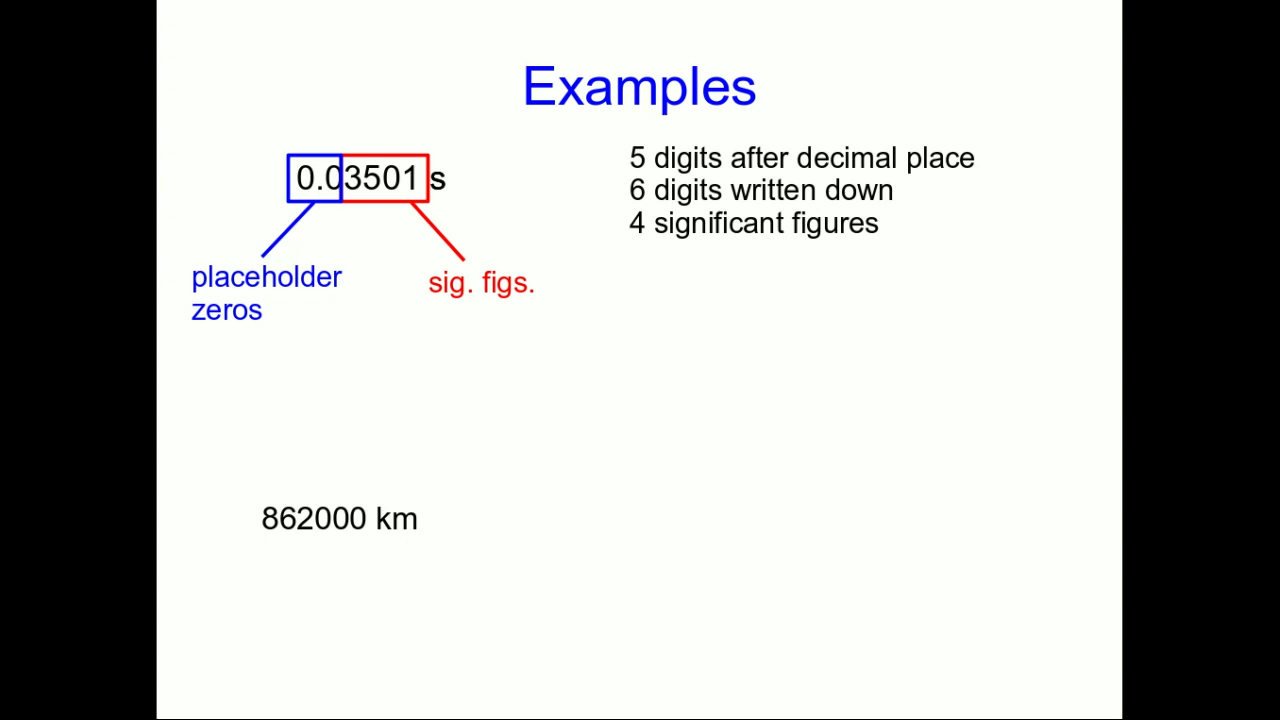 Examples
0.03501 s
5 digits after decimal place
6 digits written down
4 significant figures
placeholder
zeros
sig. figs.
862000 km